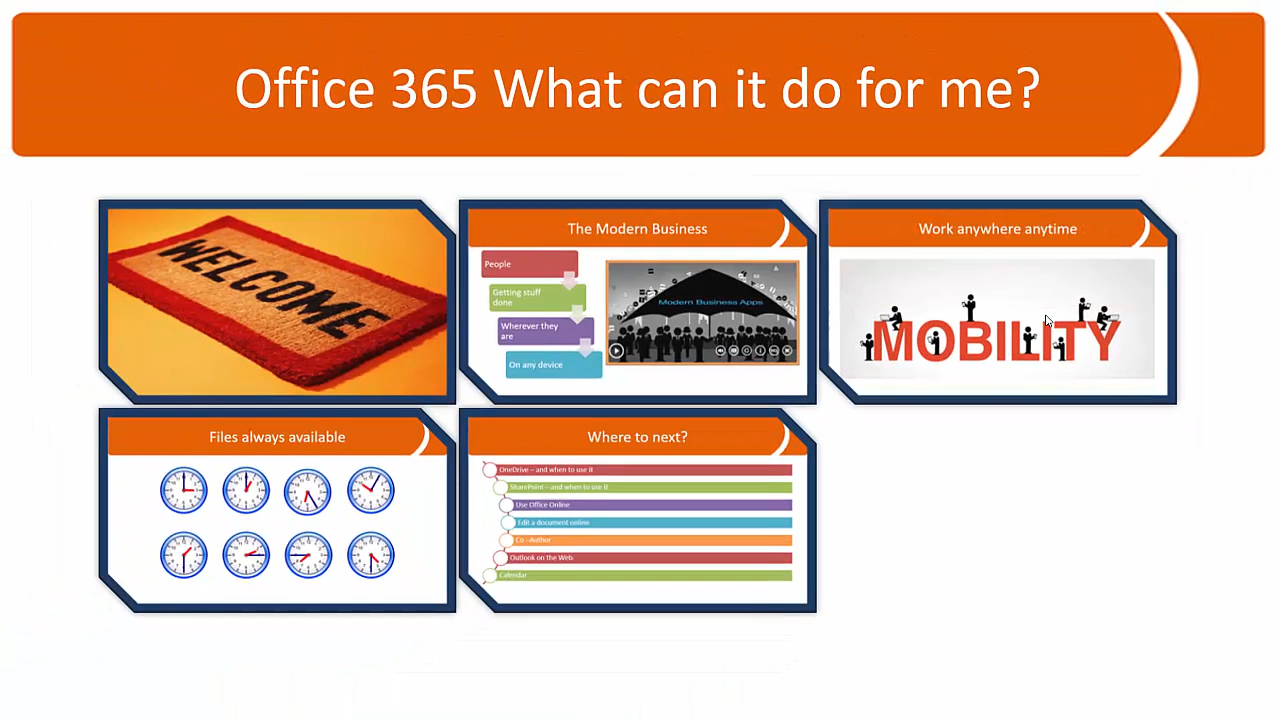 Office 365 What can it do for me?
WELCOME
The Modern Business
People
Getting stuff
done
Wherever they
are
On any device
Modern Business Apps
Work anywhere anytime
MOBILITY
Files always available
Where to next?
OneDrive – and when to use it
SharePoint – and when to use it
Use Office Online
Edit a document online
Co –Author
Outlook on the Web
Calendar